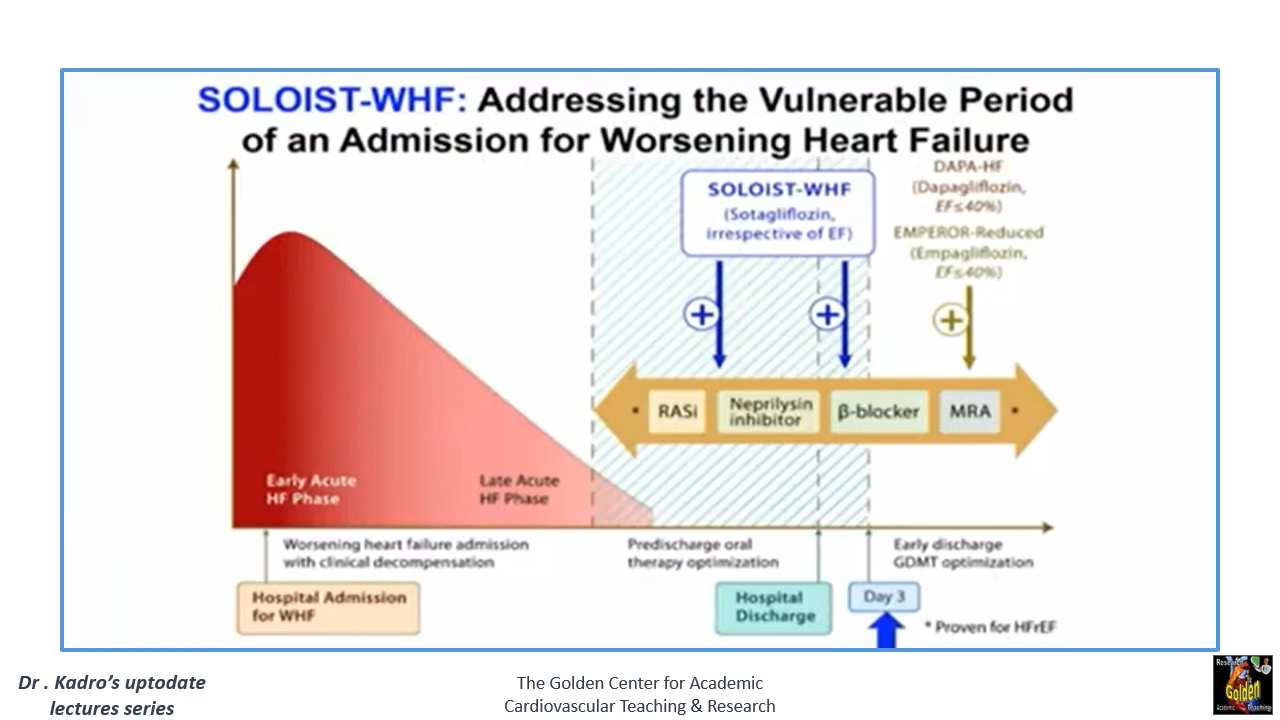 SOLOIST-WHF: Addressing the Vulnerable Period
of an Admission for Worsening Heart Failure
SOLOIST-WHF
(Sotagliflozin,
irrespective of EF)
DAPA-HF
(Dapagliflozin,
EF≤40%)
EMPEROR-Reduced
(Empagliflozin,
EF≤40%)
+
+
+
* RASi
Neprilysin
inhibitor
β-blocker
MRA *
Early Acute
HF Phase
Late Acute
HF Phase
Worsening heart failure admission
with clinical decompensation
Predischarge oral
therapy optimization
Early discharge
GDMT optimization
Hospital Admission
for WHF
Hospital
Discharge
Day 3
* Proven for HFrEF
Dr . Kadro's uptodate
lectures series
The Golden Center for Academic
Cardiovascular Teaching & Research
Research
Golden
Academic Teaching